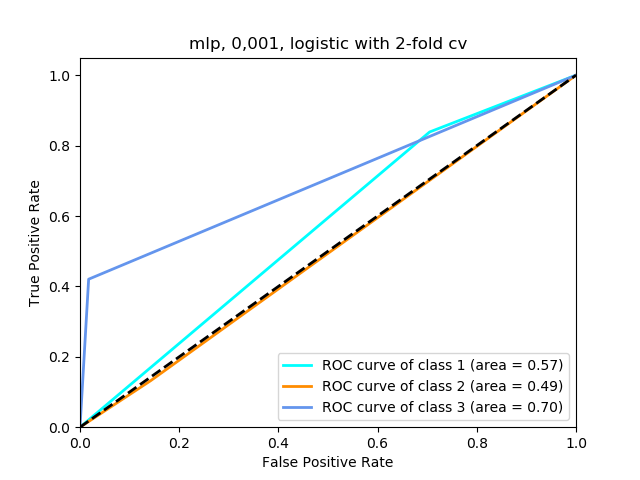 mlp, 0,001, logistic with 2-fold cv
True Positive Rate
1.0
0.8
0.6
0.4
0.2
0.0
ROC curve of class 1 (area = 0.57)
ROC curve of class 2 (area = 0.49)
ROC curve of class 3 (area = 0.70)
0.0 0.2 0.4 0.6 0.8 1.0
False Positive Rate